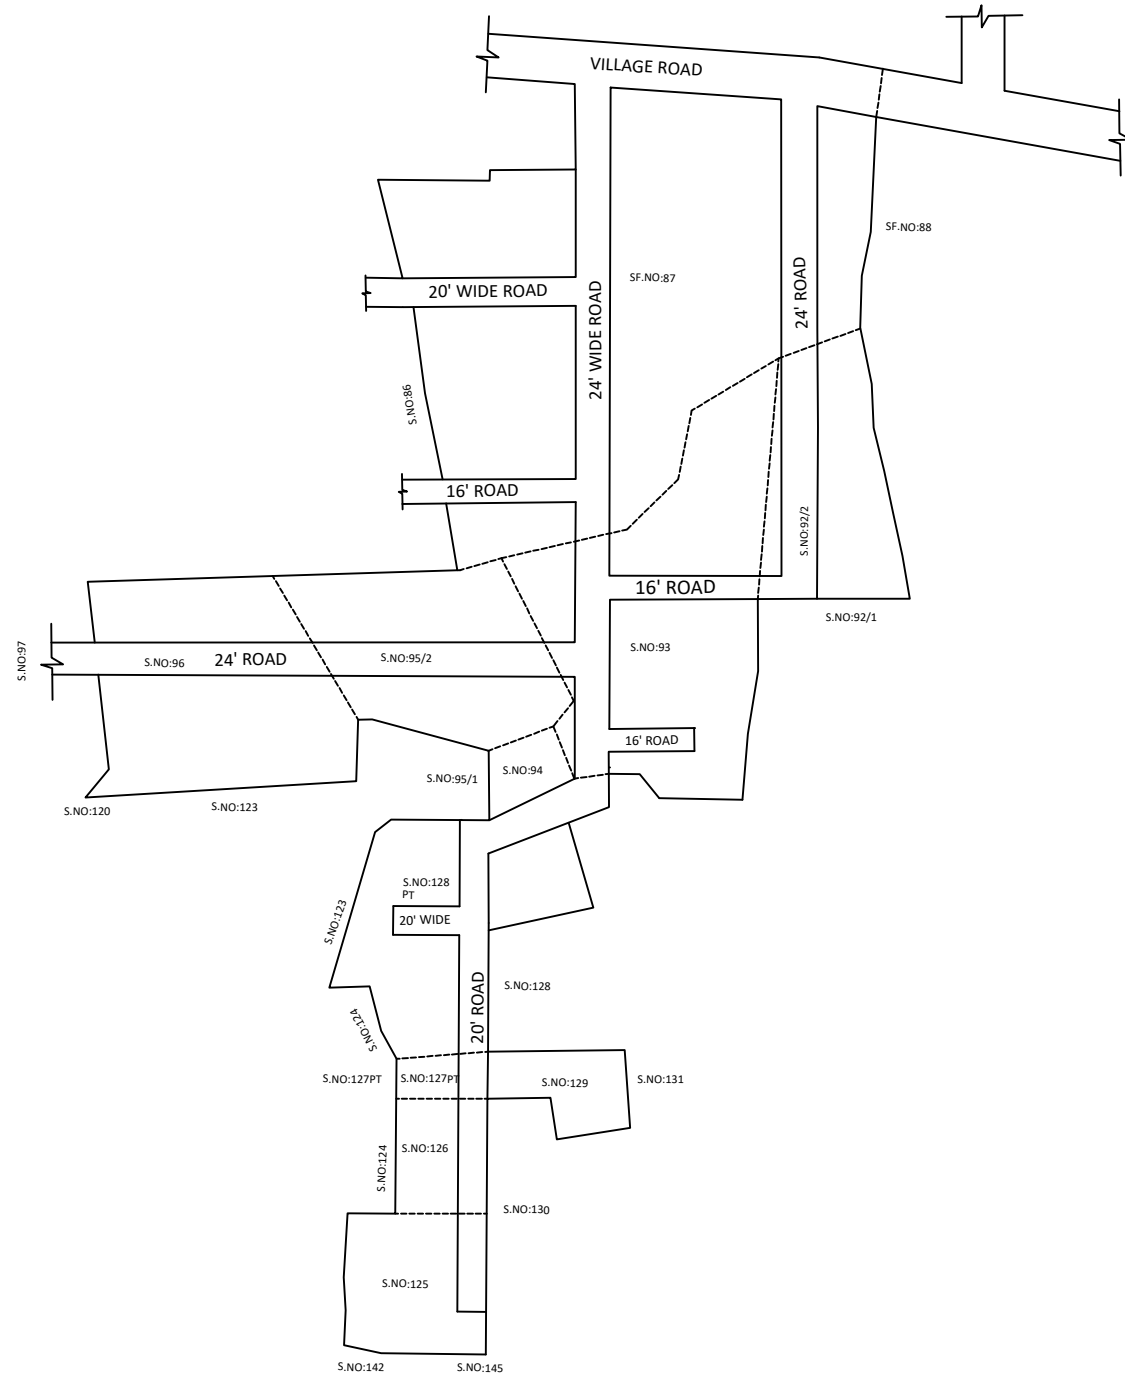 VILLAGE ROAD
SF.NO:88
SF.NO:87
24' ROAD
20' WIDE ROAD
24' WIDE ROAD
S.NO:86
16' ROAD
S.NO:92/2
16' ROAD
S.NO:92/1
S.NO:97
S.NO:96
24' ROAD
S.NO:95/2
S.NO:93
16' ROAD
S.NO:95/1
S.NO:94
S.NO:120
S.NO:123
S.NO:128
PT
20' WIDE
S.NO:123
20' ROAD
S.NO:128
S.NO:124
S.NO:127PT
S.NO:127PT
S.NO:129
S.NO:131
S.NO:124
S.NO:126
S.NO:130
S.NO:125
S.NO:142
S.NO:145